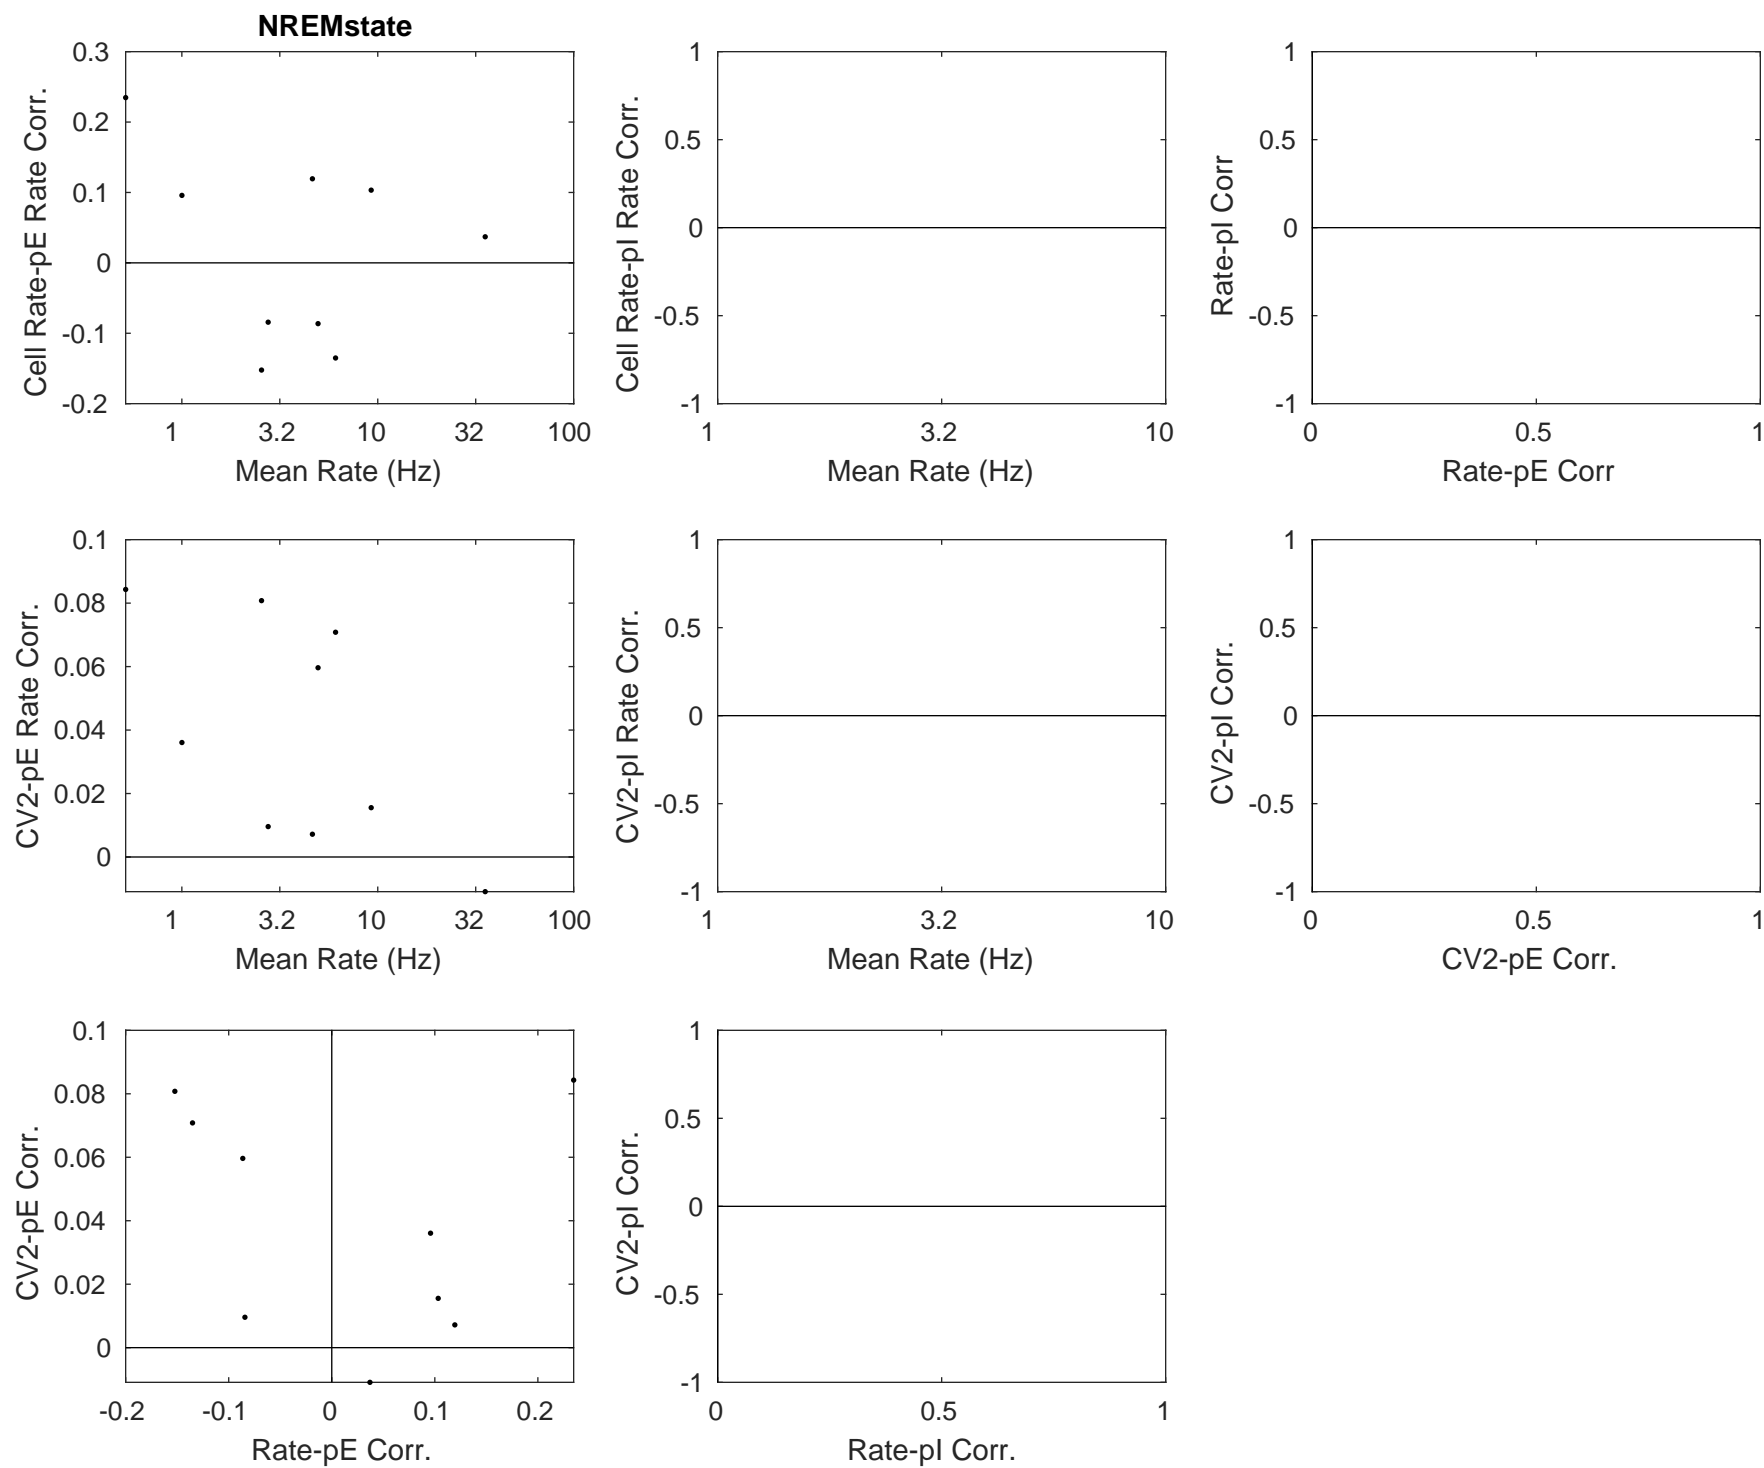 NREMstate
0.3
0.2
0.1
0
-0.1
-0.2
Cell Rate-pE Rate Corr.
1 3.2 10 32 100
Mean Rate (Hz)
1
0.5
0
-0.5
-1
Cell Rate-pI Rate Corr.
1 3.2 10
Mean Rate (Hz)
1
0.5
0
-0.5
-1
Rate-pI Corr
0 0.5 1
Rate-pE Corr
0.1
0.08
0.06
0.04
0.02
0
CV2-pE Rate Corr.
1 3.2 10 32 100
Mean Rate (Hz)
1
0.5
0
-0.5
-1
CV2-pI Rate Corr.
1 3.2 10
Mean Rate (Hz)
1
0.5
0
-0.5
-1
CV2-pI Corr.
0 0.5 1
CV2-pE Corr.
0.1
0.08
0.06
0.04
0.02
0
CV2-pE Corr.
-0.2 -0.1 0 0.1 0.2
Rate-pE Corr.
1
0.5
0
-0.5
-1
CV2-pI Corr.
0 0.5 1
Rate-pI Corr.